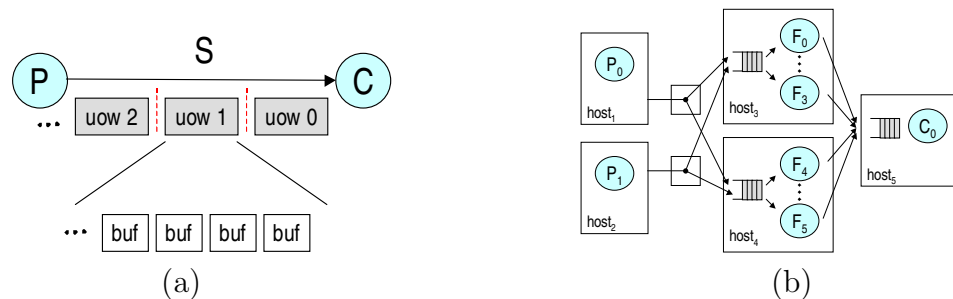 S
P
C
uow 2
uow 1
uow 0
...
... buf buf buf buf
(a)
P₀
host₁
P₁
host₂
F₀
F₃
host₃
F₄
F₅
host₄
C₀
host₅
(b)